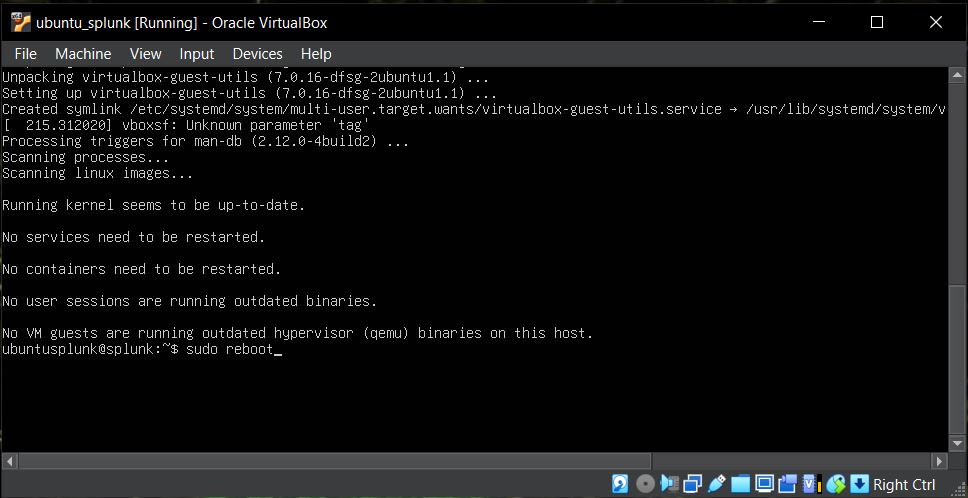 ubuntu_splunk [Running] - Oracle VirtualBox
File Machine View Input Devices Help
Unpacking virtualbox-guest-utils (7.0.16-dfsg-2ubuntu1.1) ...
Setting up virtualbox-guest-utils (7.0.16-dfsg-2ubuntu1.1) ...
Created symlink /etc/systemd/system/multi-user.target.wants/virtualbox-guest-utils.service → /usr/lib/systemd/system/v
[  215.312020] vboxsf: Unknown parameter 'tag'
Processing triggers for man-db (2.12.0-4build2) ...
Scanning processes...
Scanning linux images...
Running kernel seems to be up-to-date.
No services need to be restarted.
No containers need to be restarted.
No user sessions are running outdated binaries.
No VM guests are running outdated hypervisor (qemu) binaries on this host.
ubuntusplunk@splunk:~$ sudo reboot_
Right Ctrl